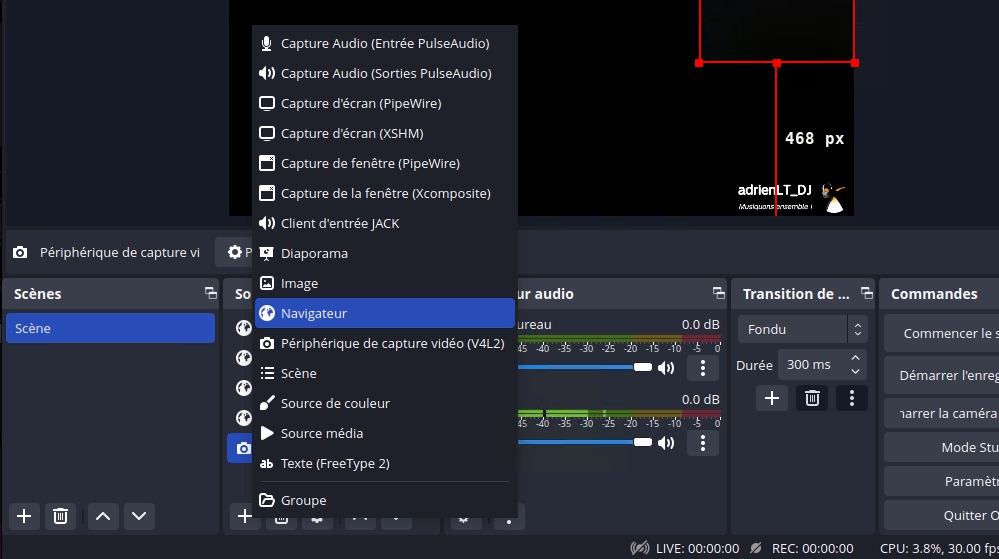 Capture Audio (Entrée PulseAudio)
Capture Audio (Sorties PulseAudio)
Capture d'écran (PipeWire)
Capture d'écran (XSHM)
Capture de fenêtre (PipeWire)
Capture de la fenêtre (Xcomposite)
Client d'entrée JACK
Diaporama
Image
Navigateur
Périphérique de capture vidéo (V4L2)
Scène
Source de couleur
Source média
ab Texte (FreeType 2)
Groupe
468 px
adrienLT_DJ
Musiquons ensemble !
Périphérique de capture vi
P
Scènes
Scène
So
ur audio
ureau
0.0 dB
45 -40 -35 -30 -25 -20 -15 -10 -5 0
0.0 dB
45 -40 -35 -30 -25 -20 -15 -10 -5 0
Transition de ...
Fondu
Durée 300 ms
Commandes
Commencer le s
Démarrer l'enreg
narrer la caméra
Mode Stu
Paramètr
Quitter O
LIVE: 00:00:00 REC: 00:00:00 CPU: 3.8%, 30.00 fps